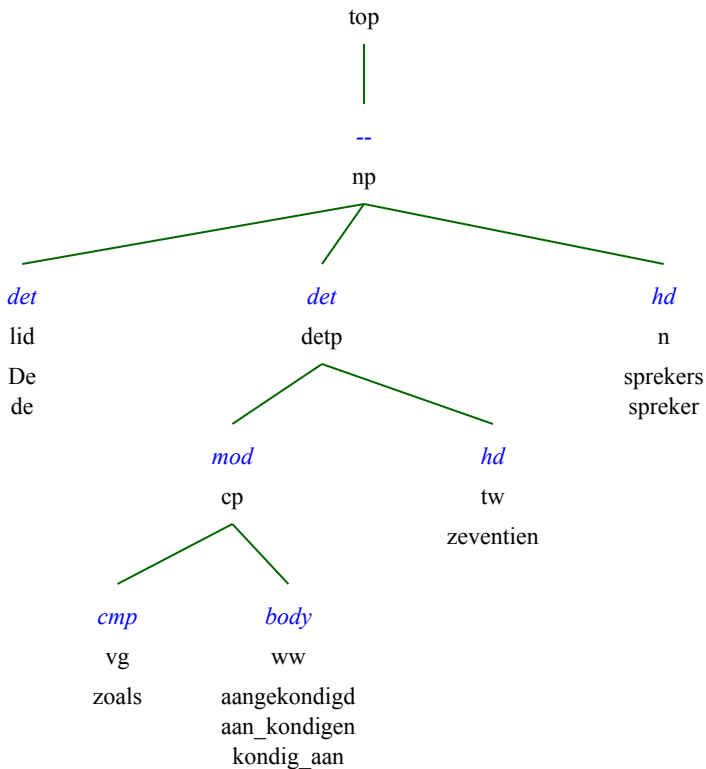 top
--
np
det det hd
lid detp n
De sprekers
de spreker
mod hd
cp tw
zeventien
cmp body
vg ww
zoals aangekondigd
aan_kondigen
kondig_aan